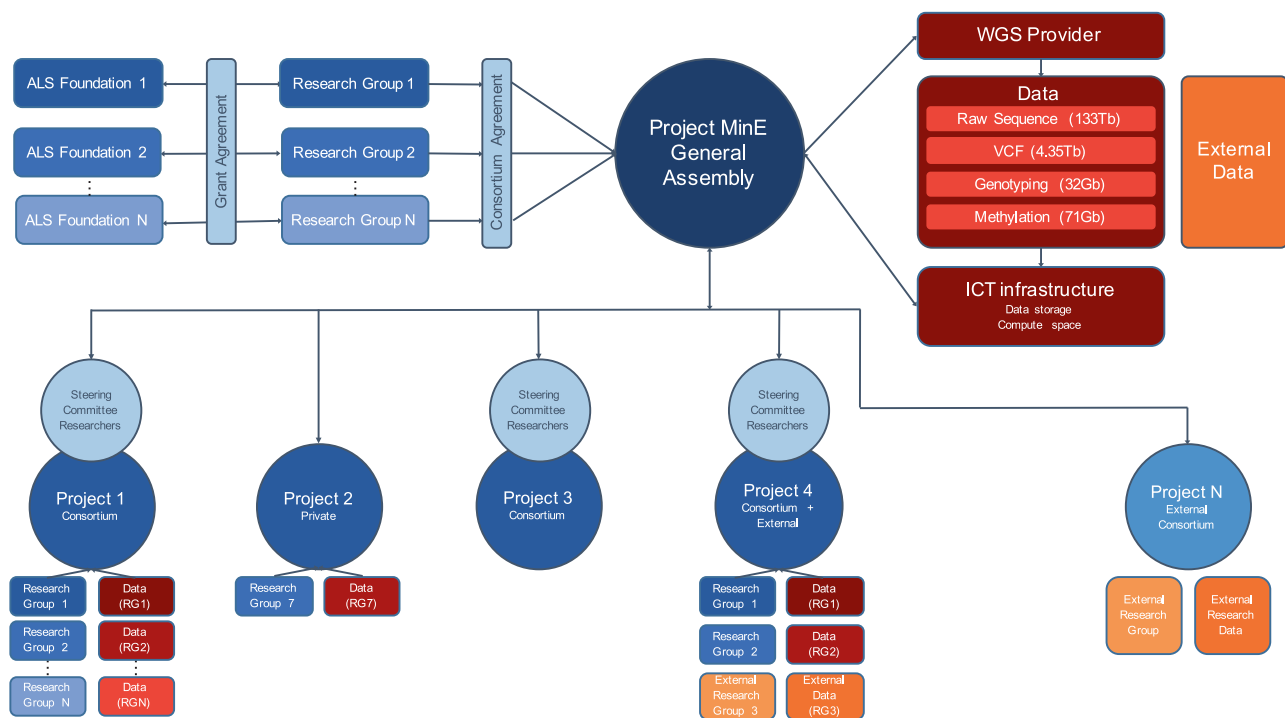 ALS Foundation 1
ALS Foundation 2
ALS Foundation N
Grant Agreement
Research Group 1
Research Group 2
Research Group N
Consortium Agreement
Project MinE
General
Assembly
WGS Provider
Data
Raw Sequence (133Tb)
VCF (4.35Tb)
Genotyping (32Gb)
Methylation (71Gb)
External
Data
ICT infrastructure
Data storage
Compute space
Steering
Committee
Researchers
Project 1
Consortium
Research
Group 1
Data
(RG1)
Research
Group 2
Data
(RG2)
Research
Group N
Data
(RGN)
Project 2
Private
Research
Group 7
Data
(RG7)
Steering
Committee
Researchers
Project 3
Consortium
Steering
Committee
Researchers
Project 4
Consortium +
External
Research
Group 1
Data
(RG1)
Research
Group 2
Data
(RG2)
External
Research
Group 3
External
Data
(RG3)
Project N
External
Consortium
External
Research
Group
External
Research
Data